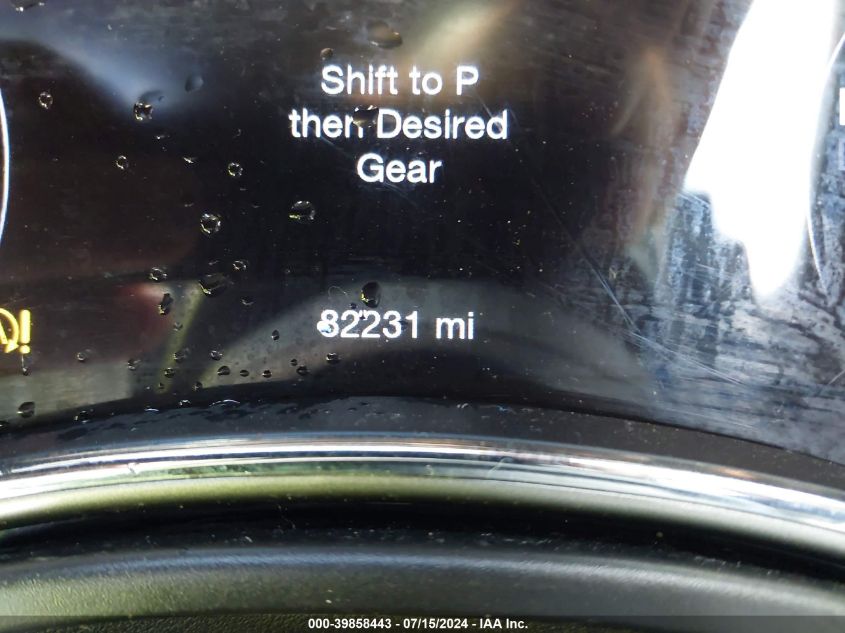 Shift to P
then Desired
Gear
82231 mi
000-39858443 - 07/15/2024 - IAA Inc.